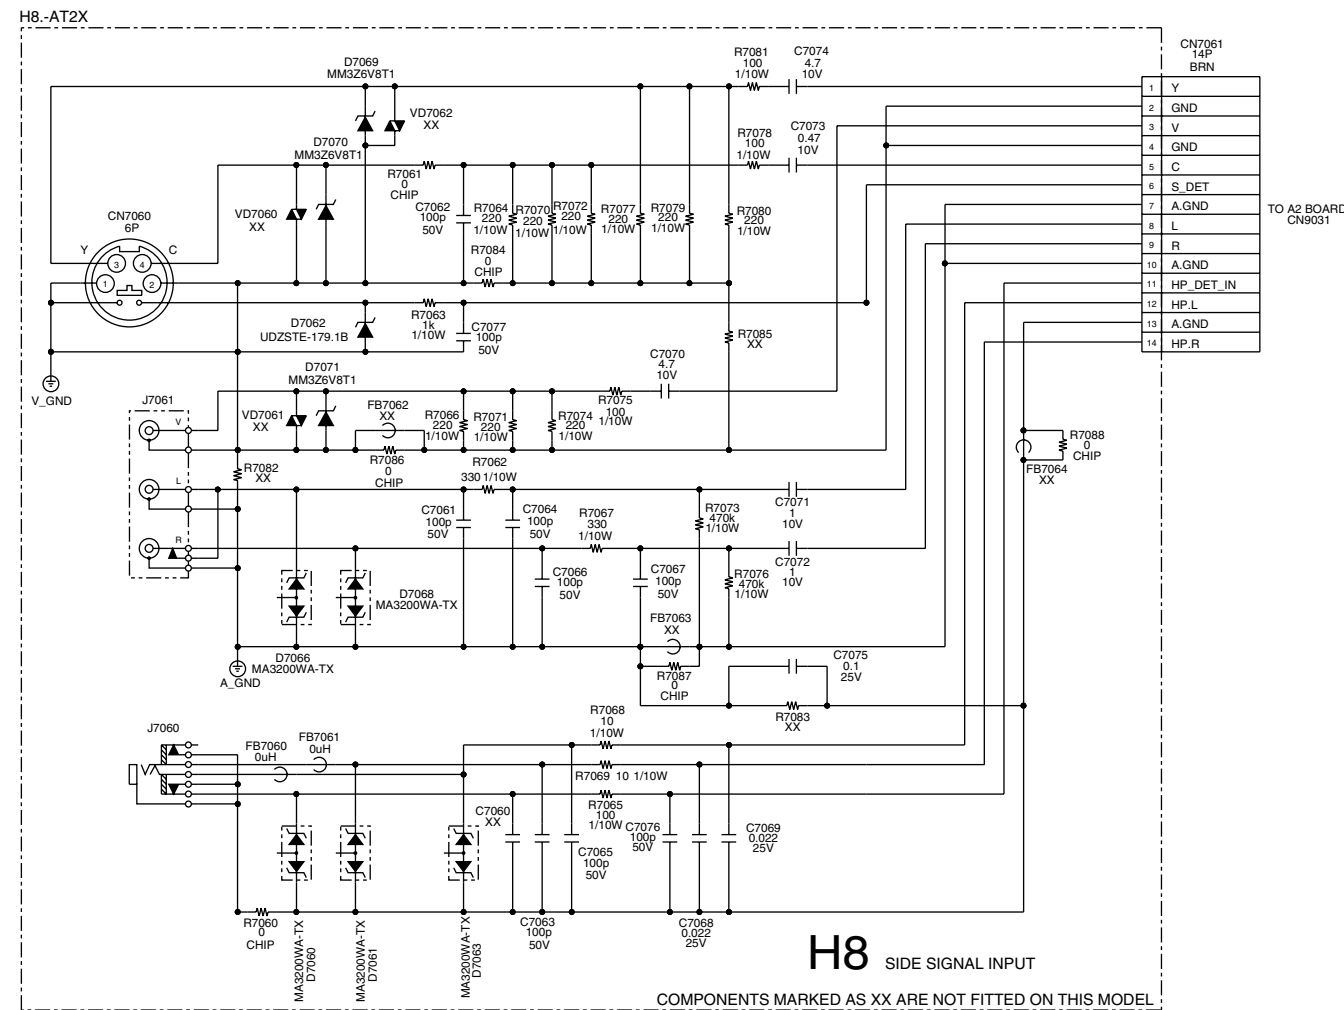 H8.-AT2X
D7069
MM3Z6V8T1
VD7062
XX
D7070
MM3Z6V8T1
R7081
100
1/10W
C7074
4.7
10V
R7078
100
1/10W
C7073
0.47
10V
CN7061
14P
BRN
1 Y
2 GND
3 V
4 GND
5 C
6 S_DET
7 A.GND
8 L
9 R
10 A.GND
11 HP_DET_IN
12 HP.L
13 A.GND
14 HP.R
TO A2 BOARD
CN9031
CN7060
6P
Y
C
3
4
1
2
VD7060
XX
R7061
0
CHIP
C7062
100p
50V
R7064
220
1/10W
R7070
220
1/10W
R7072
220
1/10W
R7077
220
1/10W
R7079
220
1/10W
R7080
220
1/10W
R7084
0
CHIP
D7062
UDZSTE-179.1B
R7063
1k
1/10W
C7077
100p
50V
R7085
XX
V_GND
D7071
MM3Z6V8T1
C7070
4.7
10V
J7061
V
L
R
VD7061
XX
FB7062
XX
R7086
0
CHIP
R7066
220
1/10W
R7071
220
1/10W
R7074
220
1/10W
R7075
100
1/10W
R7088
0
CHIP
FB7064
XX
R7082
XX
R7062
330 1/10W
C7061
100p
50V
C7064
100p
50V
R7067
330
1/10W
R7073
470k
1/10W
C7071
1
10V
C7072
1
10V
D7068
MA3200WA-TX
C7066
100p
50V
C7067
100p
50V
R7076
470k
1/10W
FB7063
XX
R7087
0
CHIP
D7066
MA3200WA-TX
A_GND
C7075
0.1
25V
R7083
XX
J7060
FB7060
0uH
FB7061
0uH
R7068
10
1/10W
R7069 10 1/10W
R7065
100
1/10W
C7060
XX
C7065
100p
50V
C7076
100p
50V
C7069
0.022
25V
R7060
0
CHIP
MA3200WA-TX
D7060
MA3200WA-TX
D7061
MA3200WA-TX
D7063
C7063
100p
50V
C7068
0.022
25V
H8 SIDE SIGNAL INPUT
COMPONENTS MARKED AS XX ARE NOT FITTED ON THIS MODEL